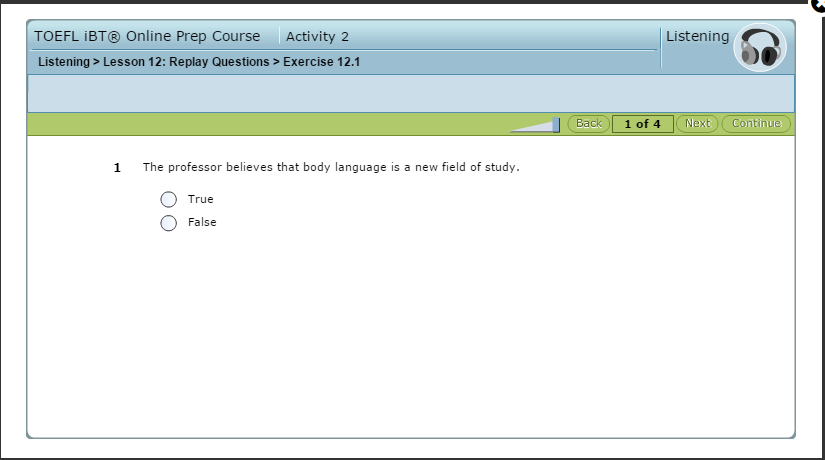 TOEFL iBT® Online Prep Course Activity 2 Listening
Listening > Lesson 12: Replay Questions > Exercise 12.1
Back 1 of 4 Next Continue
1 The professor believes that body language is a new field of study.
True
False